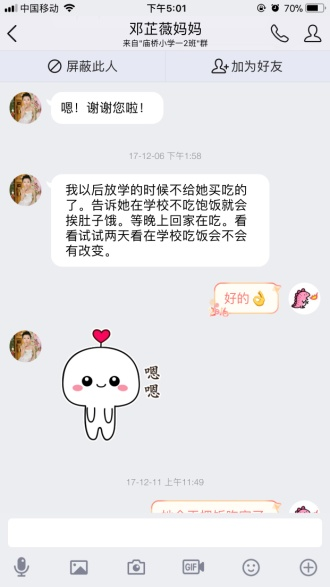 中国移动
下午5:01
70%
邓芷薇妈妈
来自"庙桥小学一2班"群
屏蔽此人
加为好友
嗯！谢谢您啦！
17-12-06 下午1:58
我以后放学的时候不给她买吃的
了。告诉她在学校不吃饱饭就会
挨肚子饿。等晚上回家在吃。看
看试试两天看在学校吃饭会不会
有改变。
好的👌
嗯
嗯
17-12-11 上午11:49
GIF